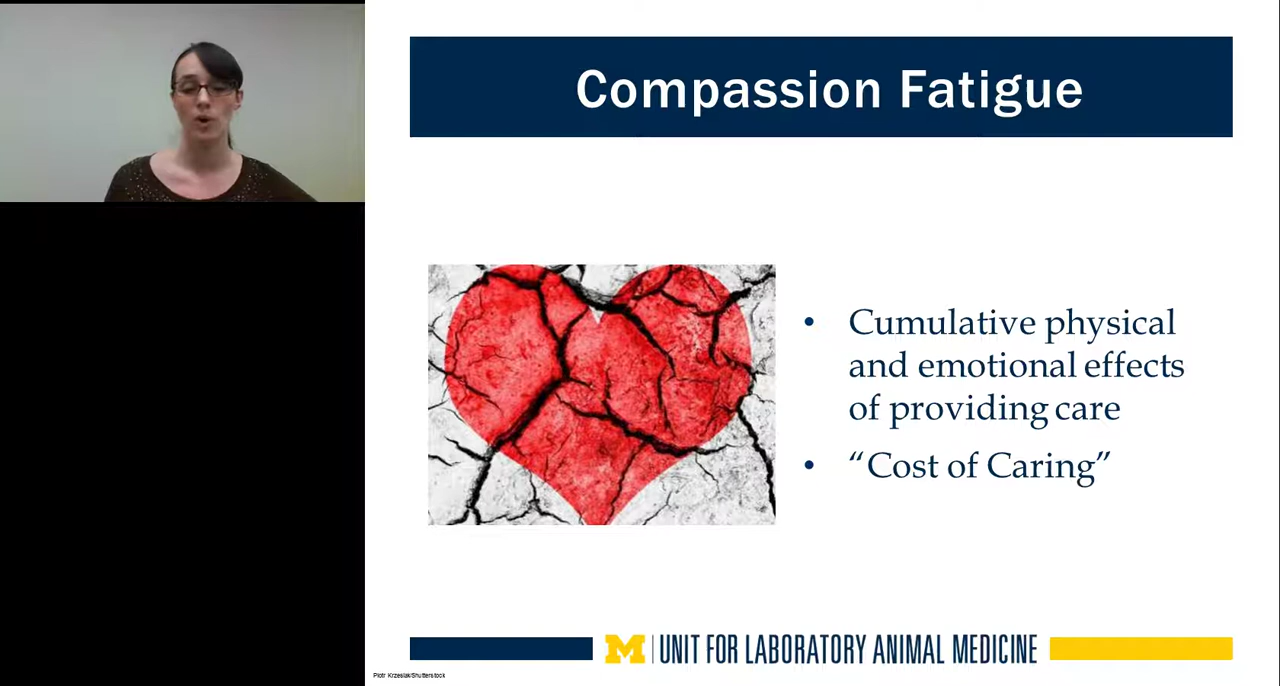 Compassion Fatigue
• Cumulative physical
and emotional effects
of providing care
• “Cost of Caring”
M | UNIT FOR LABORATORY ANIMAL MEDICINE
Piotr Krzeslak/Shutterstock